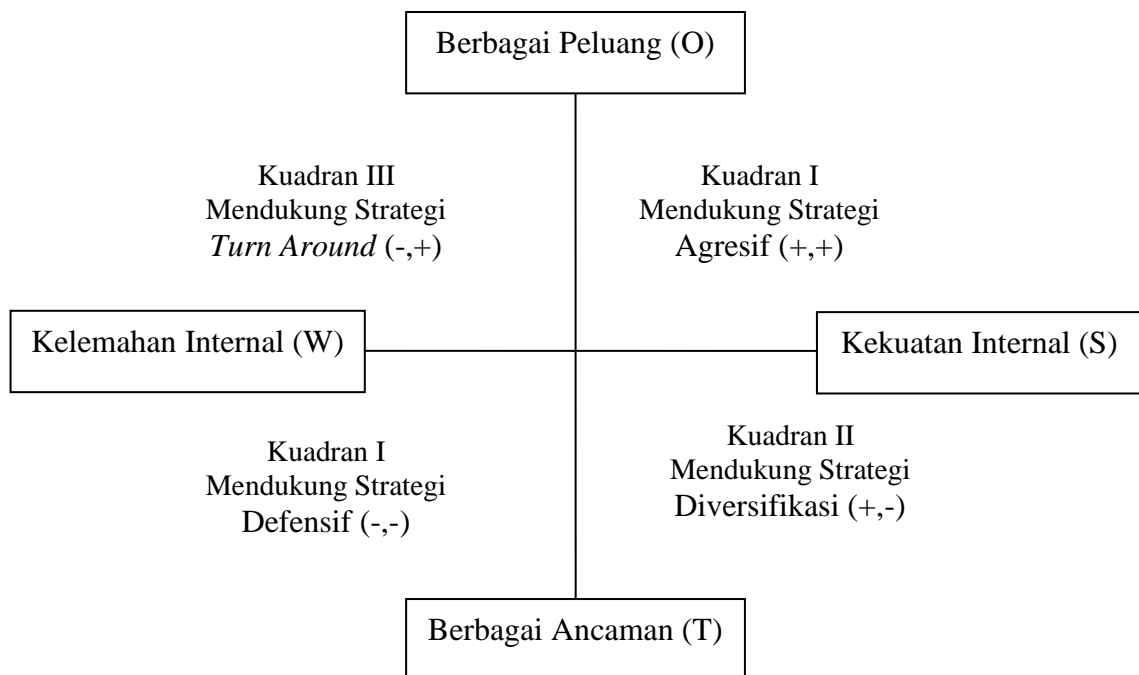 Berbagai Peluang (O)
Kuadran III
Mendukung Strategi
Turn Around (-,+)
Kuadran I
Mendukung Strategi
Agresif (+,+)
Kelemahan Internal (W)
Kekuatan Internal (S)
Kuadran I
Mendukung Strategi
Defensif (-,-)
Kuadran II
Mendukung Strategi
Diversifikasi (+,-)
Berbagai Ancaman (T)